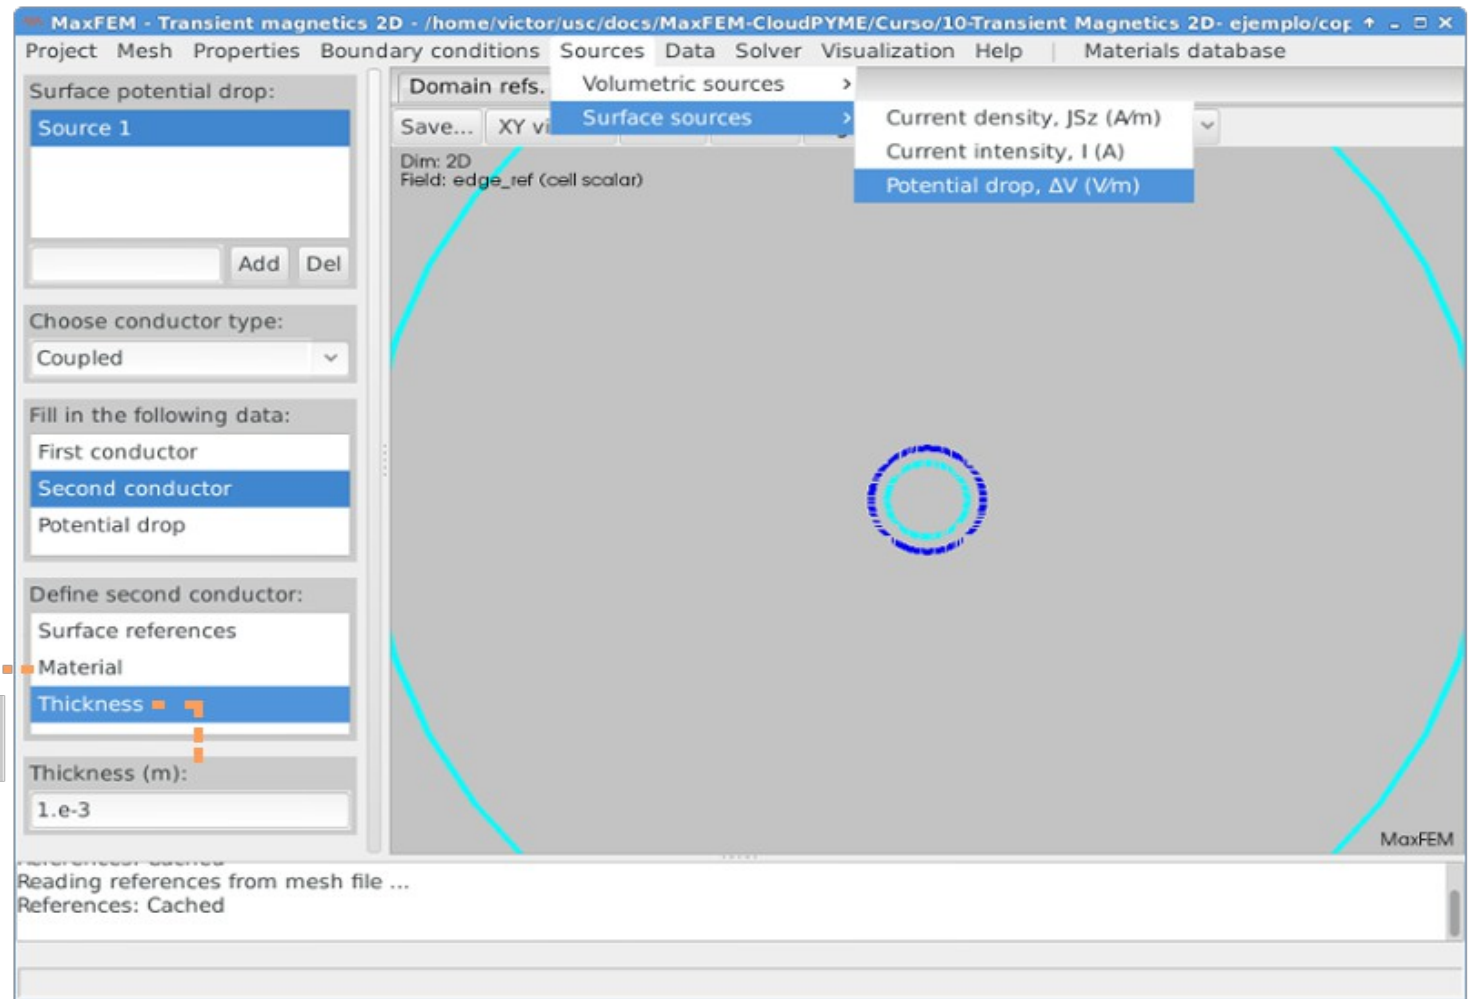 MaxFEM - Transient magnetics 2D - /home/victor/usc/docs/MaxFEM-CloudPYME/Curso/10-Transient Magnetics 2D- ejemplo/cop
Project Mesh Properties Boundary conditions Sources Data Solver Visualization Help | Materials database
Surface potential drop:
Source 1
Add Del
Choose conductor type:
Coupled
Fill in the following data:
First conductor
Second conductor
Potential drop
Define second conductor:
Surface references
Material
Thickness
Thickness (m):
1.e-3
Domain refs.
Volumetric sources
Surface sources
Current density, JSz (A/m)
Current intensity, I (A)
Potential drop, ΔV (V/m)
Save... XY vi
Dim: 2D
Field: edge_ref (cell scalar)
MaxFEM
References: Cached
Reading references from mesh file ...
References: Cached